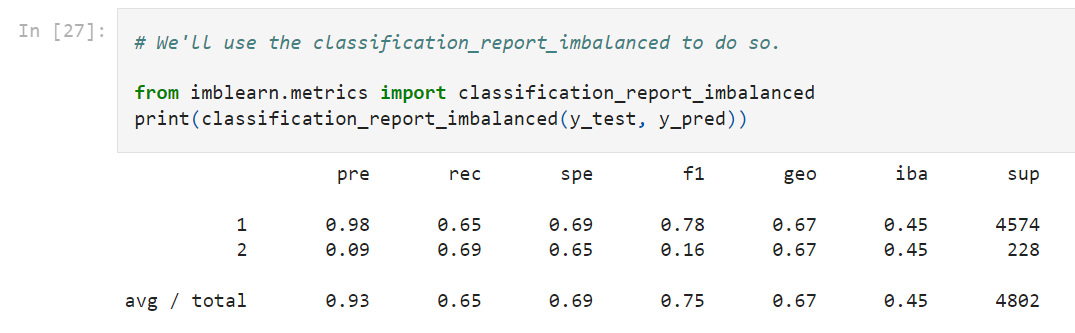 In [27]:
# We'll use the classification_report_imbalanced to do so.
from imblearn.metrics import classification_report_imbalanced
print(classification_report_imbalanced(y_test, y_pred))
pre rec spe f1 geo iba sup
1 0.98 0.65 0.69 0.78 0.67 0.45 4574
2 0.09 0.69 0.65 0.16 0.67 0.45 228
avg / total 0.93 0.65 0.69 0.75 0.67 0.45 4802